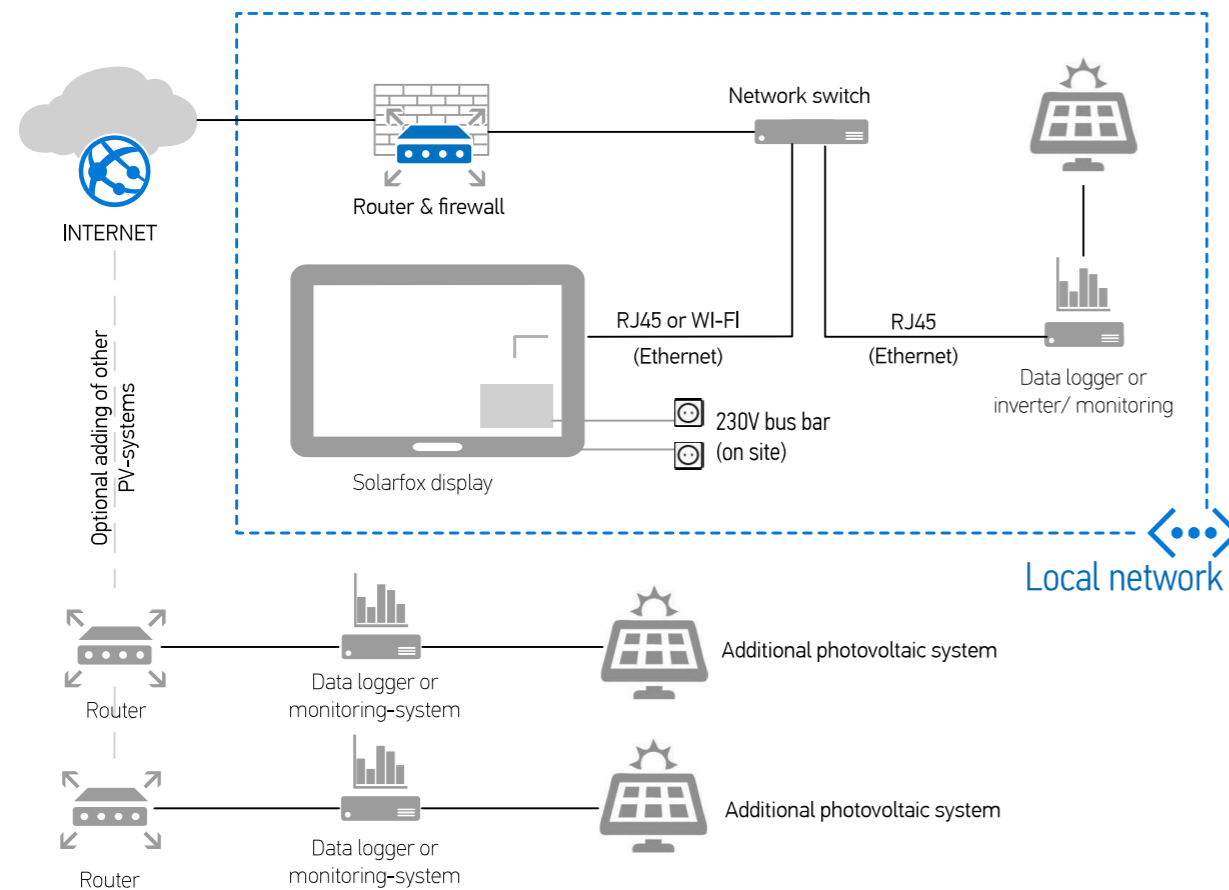 Network switch
Router & firewall
INTERNET
RJ45 or WI-FI
(Ethernet)
RJ45
(Ethernet)
Data logger or
inverter/ monitoring
230V bus bar
(on site)
Solarfox display
Optional adding of other
PV-systems
Local network
Additional photovoltaic system
Data logger or
monitoring-system
Router
Additional photovoltaic system
Data logger or
monitoring-system
Router